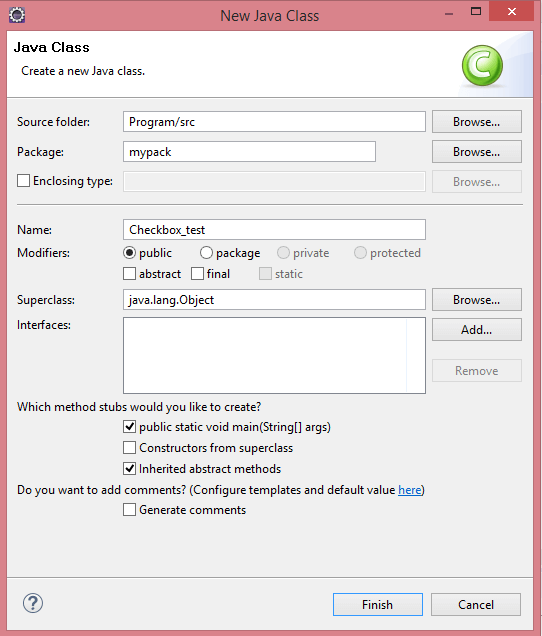 New Java Class
Java Class
Create a new Java class.
C
Source folder: Program/src Browse...
Package: mypack Browse...
Enclosing type: Browse...
Name: Checkbox_test
Modifiers: public package private protected
abstract final static
Superclass: java.lang.Object Browse...
Interfaces: Add...
Remove
Which method stubs would you like to create?
public static void main(String[] args)
Constructors from superclass
Inherited abstract methods
Do you want to add comments? (Configure templates and default value here)
Generate comments
? Finish Cancel